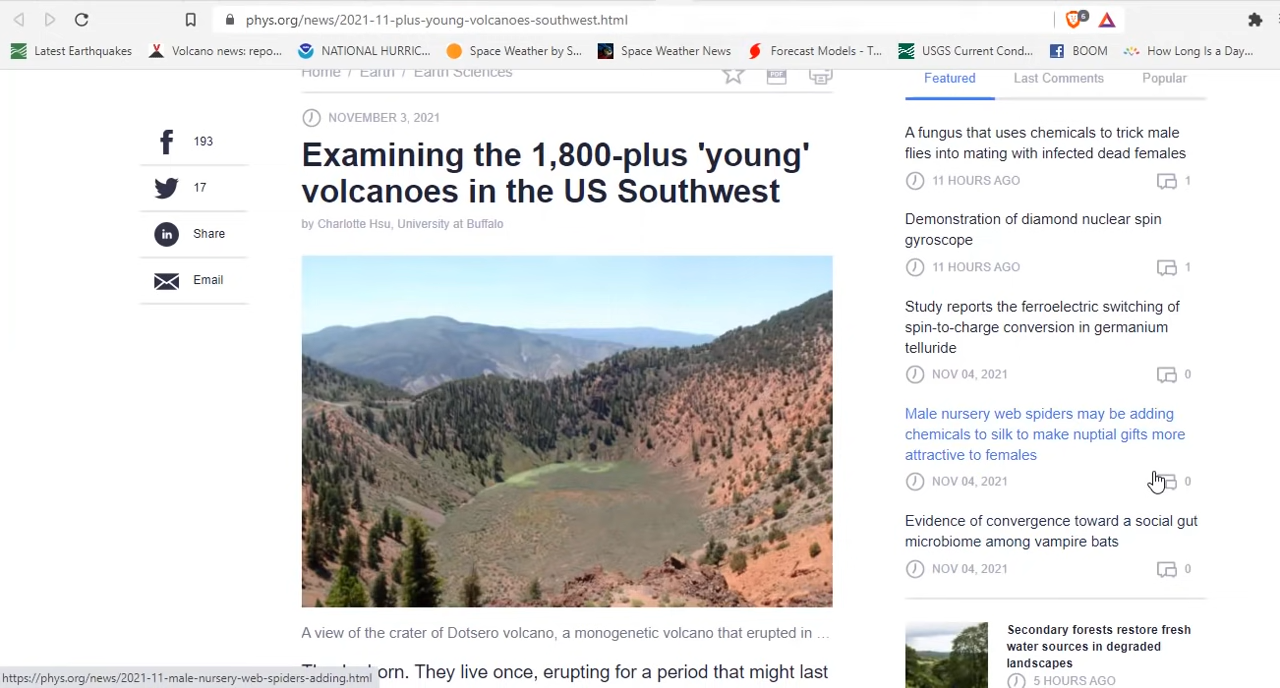 phys.org/news/2021-11-plus-young-volcanoes-southwest.html
6
Latest Earthquakes
Volcano news: repo...
NATIONAL HURRIC...
Space Weather by S...
Space Weather News
Forecast Models - T...
USGS Current Cond...
BOOM
How Long Is a Day...
Home / Earth / Earth Sciences
PDF
193
17
Share
Email
NOVEMBER 3, 2021
Examining the 1,800-plus 'young'
volcanoes in the US Southwest
by Charlotte Hsu, University at Buffalo
A view of the crater of Dotsero volcano, a monogenetic volcano that erupted in ...
orn. They live once, erupting for a period that might last
Featured
Last Comments
Popular
A fungus that uses chemicals to trick male
flies into mating with infected dead females
11 HOURS AGO
1
Demonstration of diamond nuclear spin
gyroscope
11 HOURS AGO
1
Study reports the ferroelectric switching of
spin-to-charge conversion in germanium
telluride
NOV 04, 2021
0
Male nursery web spiders may be adding
chemicals to silk to make nuptial gifts more
attractive to females
NOV 04, 2021
0
Evidence of convergence toward a social gut
microbiome among vampire bats
NOV 04, 2021
0
Secondary forests restore fresh
water sources in degraded
landscapes
5 HOURS AGO
https://phys.org/news/2021-11-male-nursery-web-spiders-adding.html